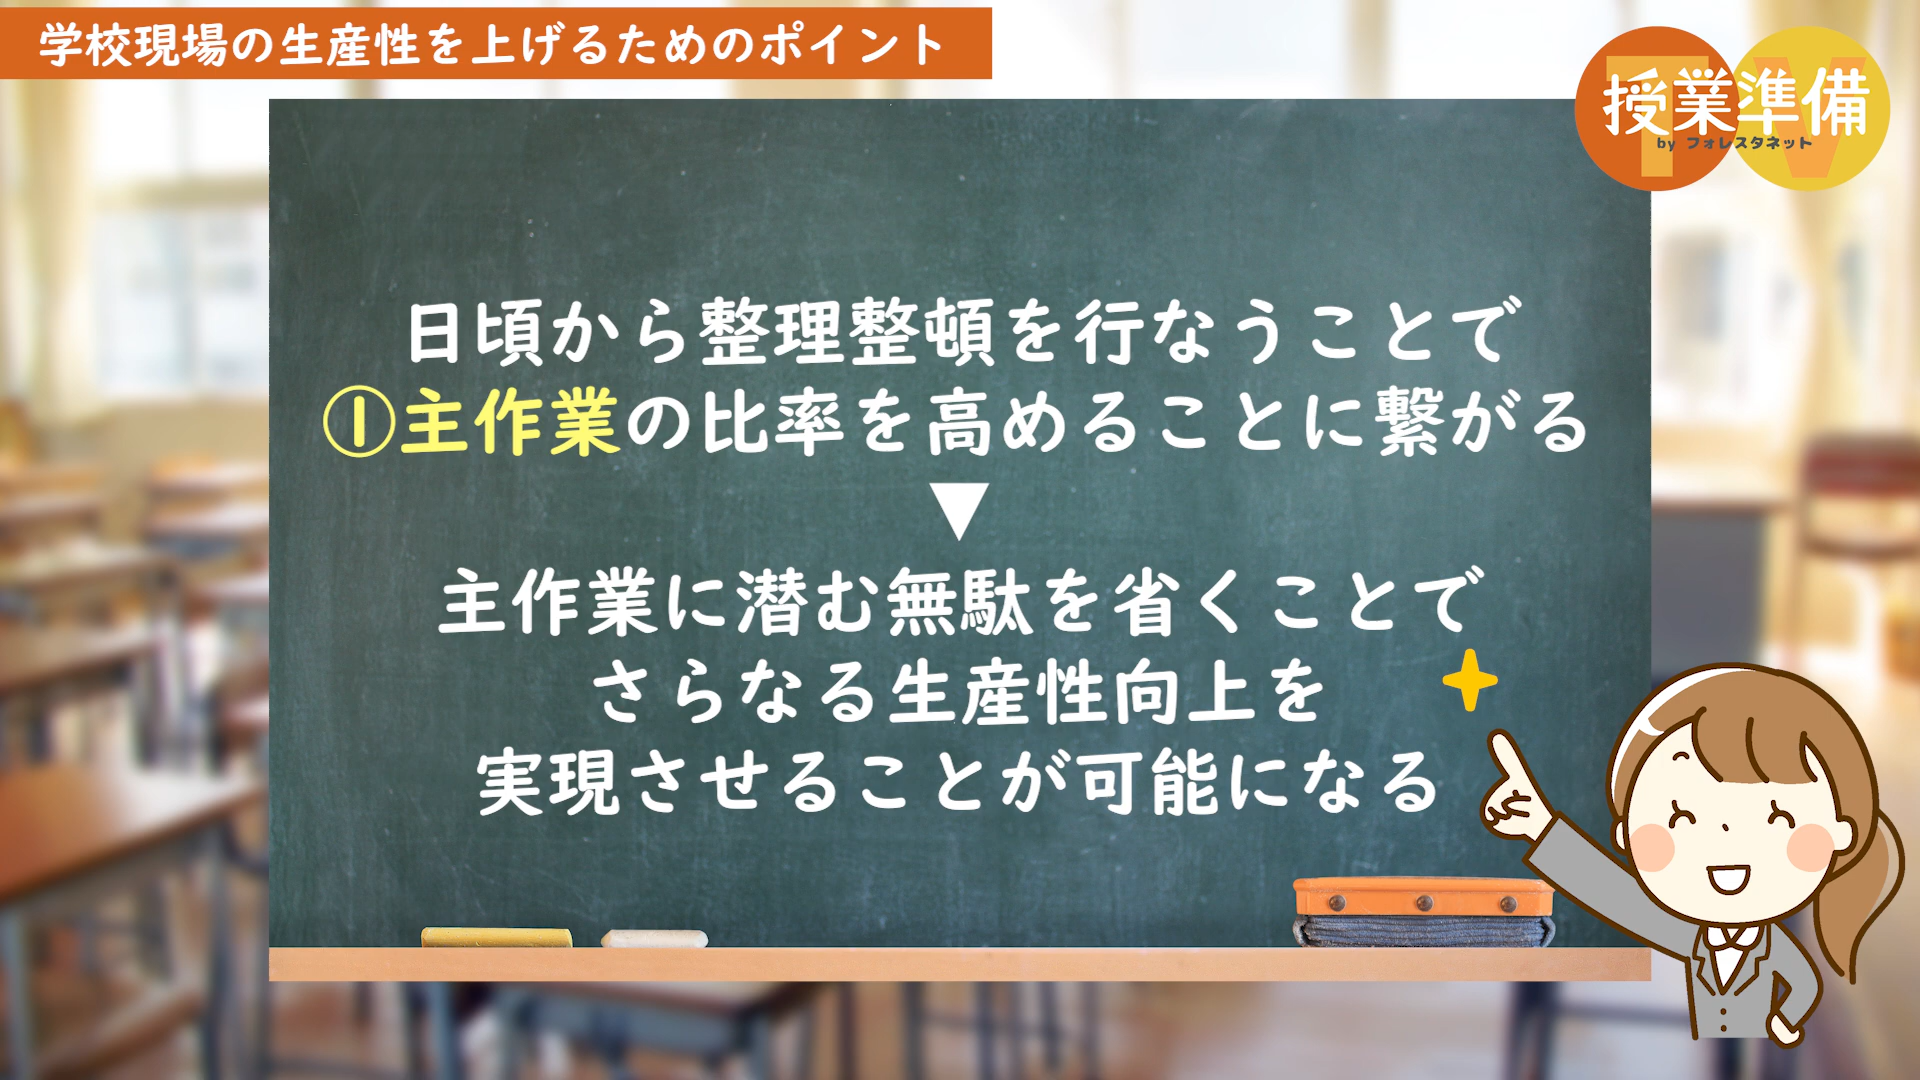 学校現場の生産性を上げるためのポイント
TV
授業準備
by フォレスタネット
日頃から整理整頓を行なうことで
①主作業の比率を高めることに繋がる
▼
主作業に潜む無駄を省くことで
さらなる生産性向上を
実現させることが可能になる